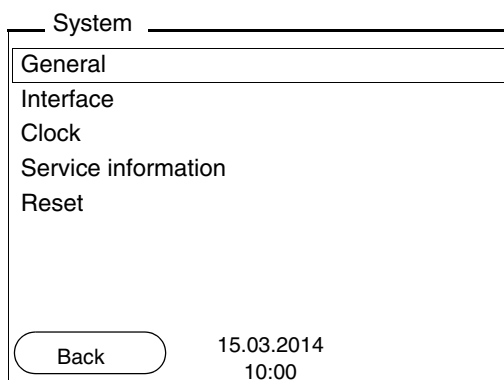 System
General
Interface
Clock
Service information
Reset
Back
15.03.2014
10:00